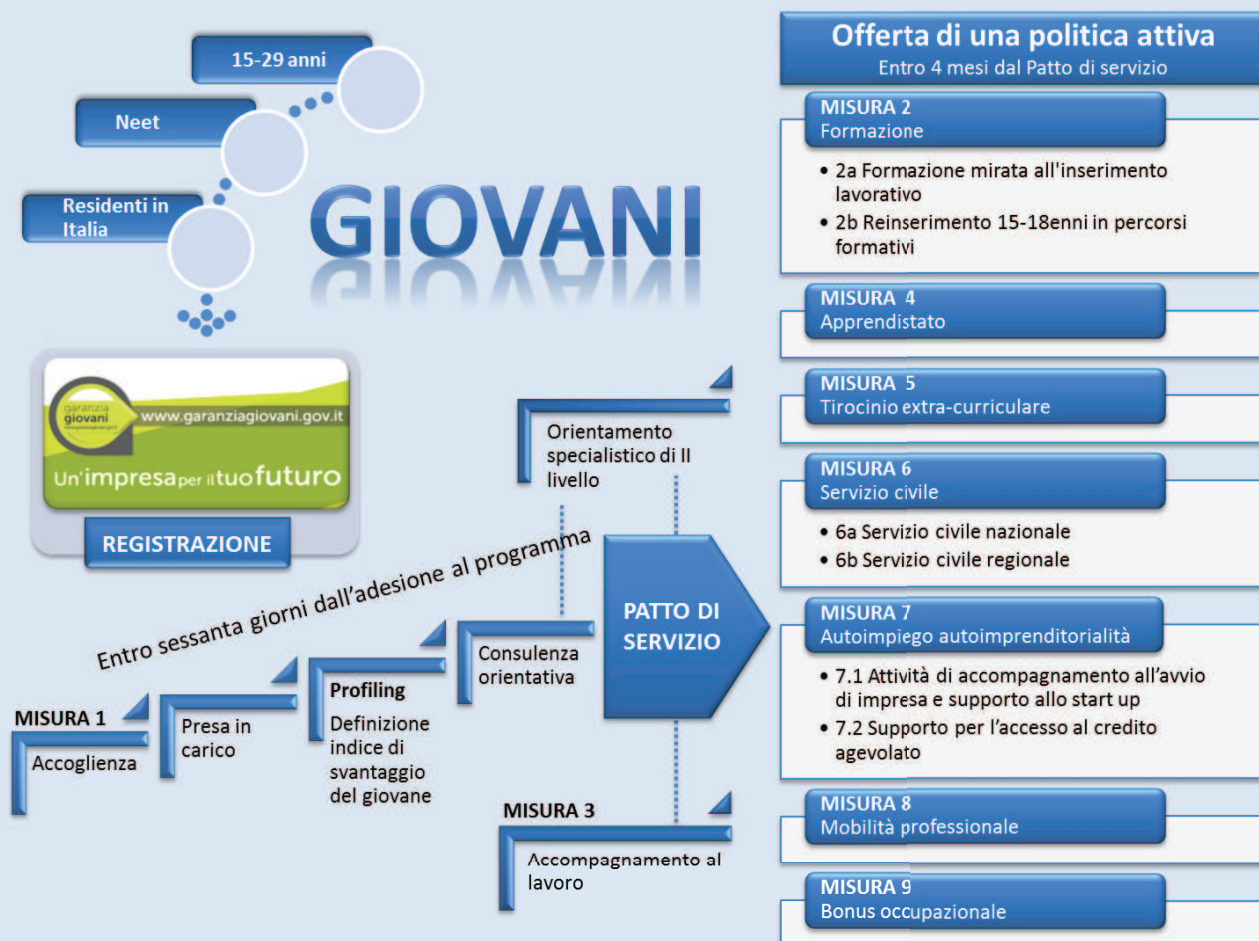 15-29 anni
Neet
Residenti in
Italia
GIOVANI
garanzia
giovani
www.garanziagiovani.gov.it
Un'impresa per il tuo futuro
REGISTRAZIONE
Entro sessanta giorni dall'adesione al programma
MISURA 1
Accoglienza
Presa in
carico
Profiling
Definizione
indice di
svantaggio
del giovane
Consulenza
orientativa
Orientamento
specialistico di II
livello
PATTO DI
SERVIZIO
MISURA 3
Accompagnamento al
lavoro
Offerta di una politica attiva
Entro 4 mesi dal Patto di servizio
MISURA 2
Formazione
• 2a Formazione mirata all'inserimento
lavorativo
• 2b Reinserimento 15-18enni in percorsi
formativi
MISURA 4
Apprendistato
MISURA 5
Tirocinio extra-curriculare
MISURA 6
Servizio civile
• 6a Servizio civile nazionale
• 6b Servizio civile regionale
MISURA 7
Autoimpiego autoimprenditorialità
• 7.1 Attività di accompagnamento all'avvio
di impresa e supporto allo start up
• 7.2 Supporto per l'accesso al credito
agevolato
MISURA 8
Mobilità professionale
MISURA 9
Bonus occupazionale